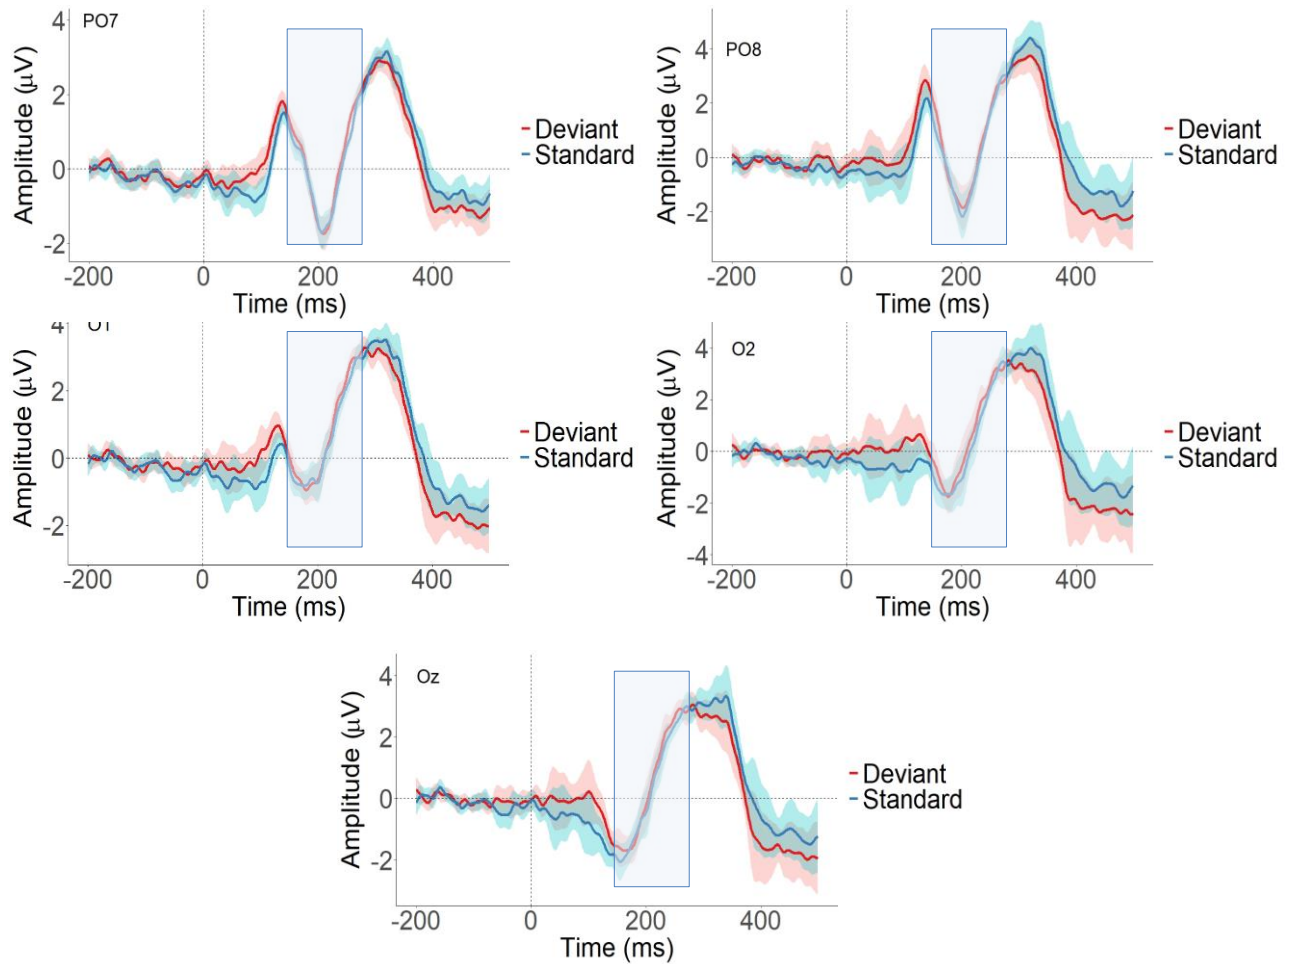 PO7
4
2
0
-2
Amplitude (μV)
-200 0 200 400
Time (ms)
Deviant
Standard
PO8
4
2
0
-2
Amplitude (μV)
-200 0 200 400
Time (ms)
Deviant
Standard
O1
4
2
0
-2
Amplitude (μV)
-200 0 200 400
Time (ms)
Deviant
Standard
O2
4
2
0
-2
-4
Amplitude (μV)
-200 0 200 400
Time (ms)
Deviant
Standard
Oz
4
2
0
-2
Amplitude (μV)
-200 0 200 400
Time (ms)
Deviant
Standard